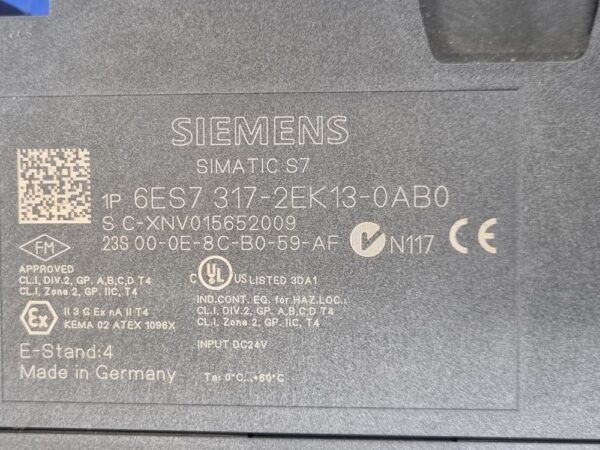 SIEMENS
SIMATIC S7
1P 6ES7 317-2EK13-0AB0
S C-XNV015652009
23S 00-0E-8C-B0-59-AF N117 CE
FM
APPROVED
CL.I, DIV.2, GP. A,B,C,D T4
CL.I, Zone 2, GP. IIC, T4
Ex II 3 G Ex nA II T4
KEMA 02 ATEX 1096X
E-Stand:4
Made in Germany
C UL US LISTED 3DA1
IND.CONT. EG. for HAZ.LOC.:
CL.I, DIV.2, GP. A,B,C,D T4
CL.I, Zone 2, GP. IIC, T4
INPUT DC24V
Ta: 0°C...+60°C